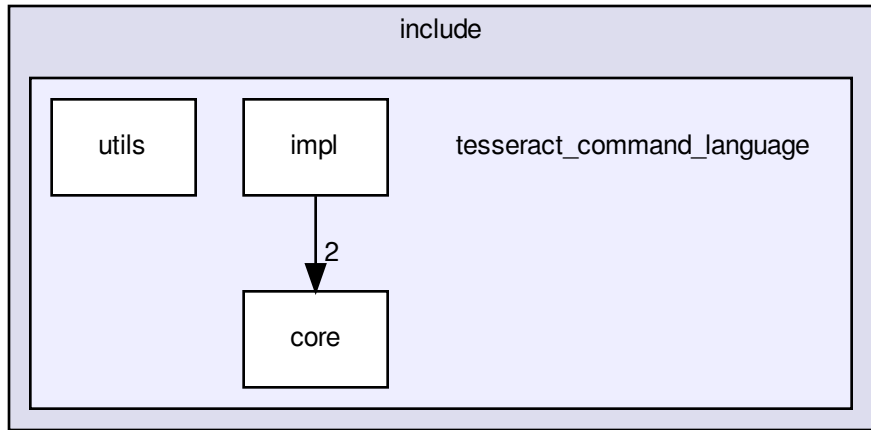 include
utils
impl
tesseract_command_language
2
core